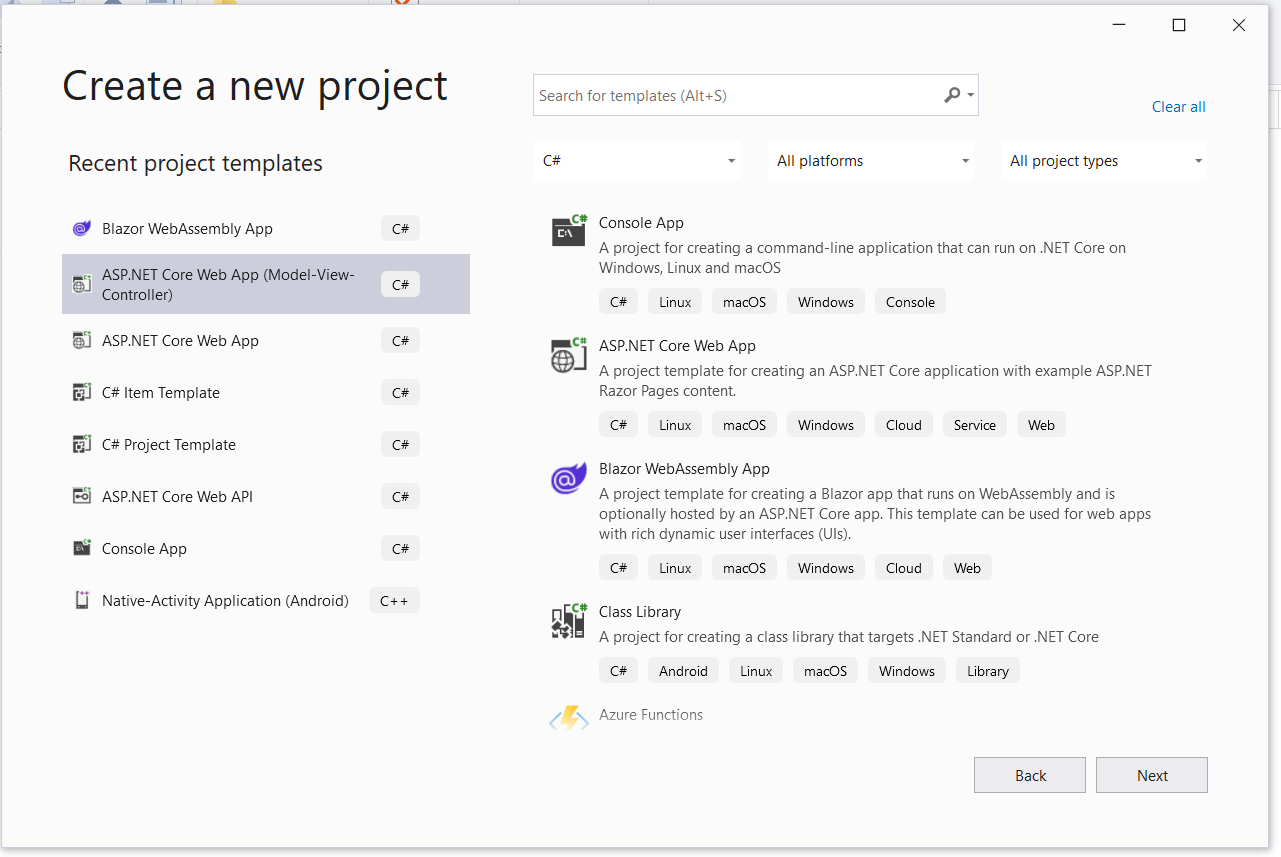 Create a new project
Search for templates (Alt+S)
Clear all
Recent project templates
C#
All platforms
All project types
Blazor WebAssembly App C#
ASP.NET Core Web App (Model-View-
Controller) C#
ASP.NET Core Web App C#
C# Item Template C#
C# Project Template C#
ASP.NET Core Web API C#
Console App C#
Native-Activity Application (Android) C++
Console App
A project for creating a command-line application that can run on .NET Core on
Windows, Linux and macOS
C# Linux macOS Windows Console
ASP.NET Core Web App
A project template for creating an ASP.NET Core application with example ASP.NET
Razor Pages content.
C# Linux macOS Windows Cloud Service Web
Blazor WebAssembly App
A project template for creating a Blazor app that runs on WebAssembly and is
optionally hosted by an ASP.NET Core app. This template can be used for web apps
with rich dynamic user interfaces (UIs).
C# Linux macOS Windows Cloud Web
Class Library
A project for creating a class library that targets .NET Standard or .NET Core
C# Android Linux macOS Windows Library
Azure Functions
Back Next